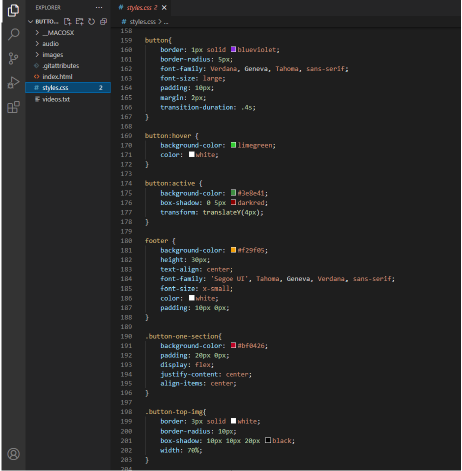 EXPLORER
···
# styles.css 2 ×
BUTTO...
# styles.css > ...
> __MACOSX
> audio
> images
.gitattributes
<> index.html
# styles.css 2
videos.txt
158
159 button{
160 border: 1px solid blueviolet;
161 border-radius: 5px;
162 font-family: Verdana, Geneva, Tahoma, sans-serif;
163 font-size: large;
164 padding: 10px;
165 margin: 2px;
166 transition-duration: .4s;
167 }
168
169 button:hover {
170 background-color: limegreen;
171 color: white;
172 }
173
174 button:active {
175 background-color: #3e8e41;
176 box-shadow: 0 5px darkred;
177 transform: translateY(4px);
178 }
179
180 footer {
181 background-color: #f29f05;
182 height: 30px;
183 text-align: center;
184 font-family: 'Segoe UI', Tahoma, Geneva, Verdana, sans-serif;
185 font-size: x-small;
186 color: white;
187 padding: 10px 0px;
188 }
189
190 .button-one-section{
191 background-color: #bf0426;
192 padding: 20px 0px;
193 display: flex;
194 justify-content: center;
195 align-items: center;
196 }
197
198 .button-top-img{
199 border: 3px solid white;
200 border-radius: 10px;
201 box-shadow: 10px 10px 20px black;
202 width: 70%;
203 }
204